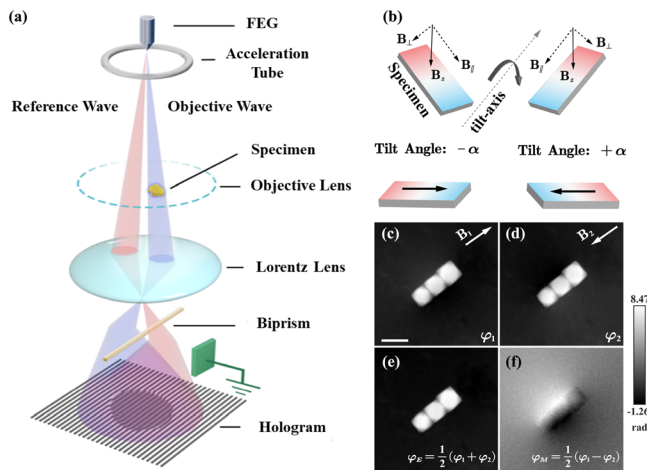 (a)
FEG
Acceleration
Tube
Reference Wave
Objective Wave
Specimen
Objective Lens
Lorentz Lens
Biprism
Hologram
(b)
B⊥
B∥
Bz
Specimen
tilt-axis
B⊥
B∥
Bz
Tilt Angle: −α
Tilt Angle: +α
(c)
B1
φ1
(d)
B2
φ2
(e)
φE=1/2(φ1+φ2)
(f)
φM=1/2(φ1−φ2)
8.47
-1.26
rad